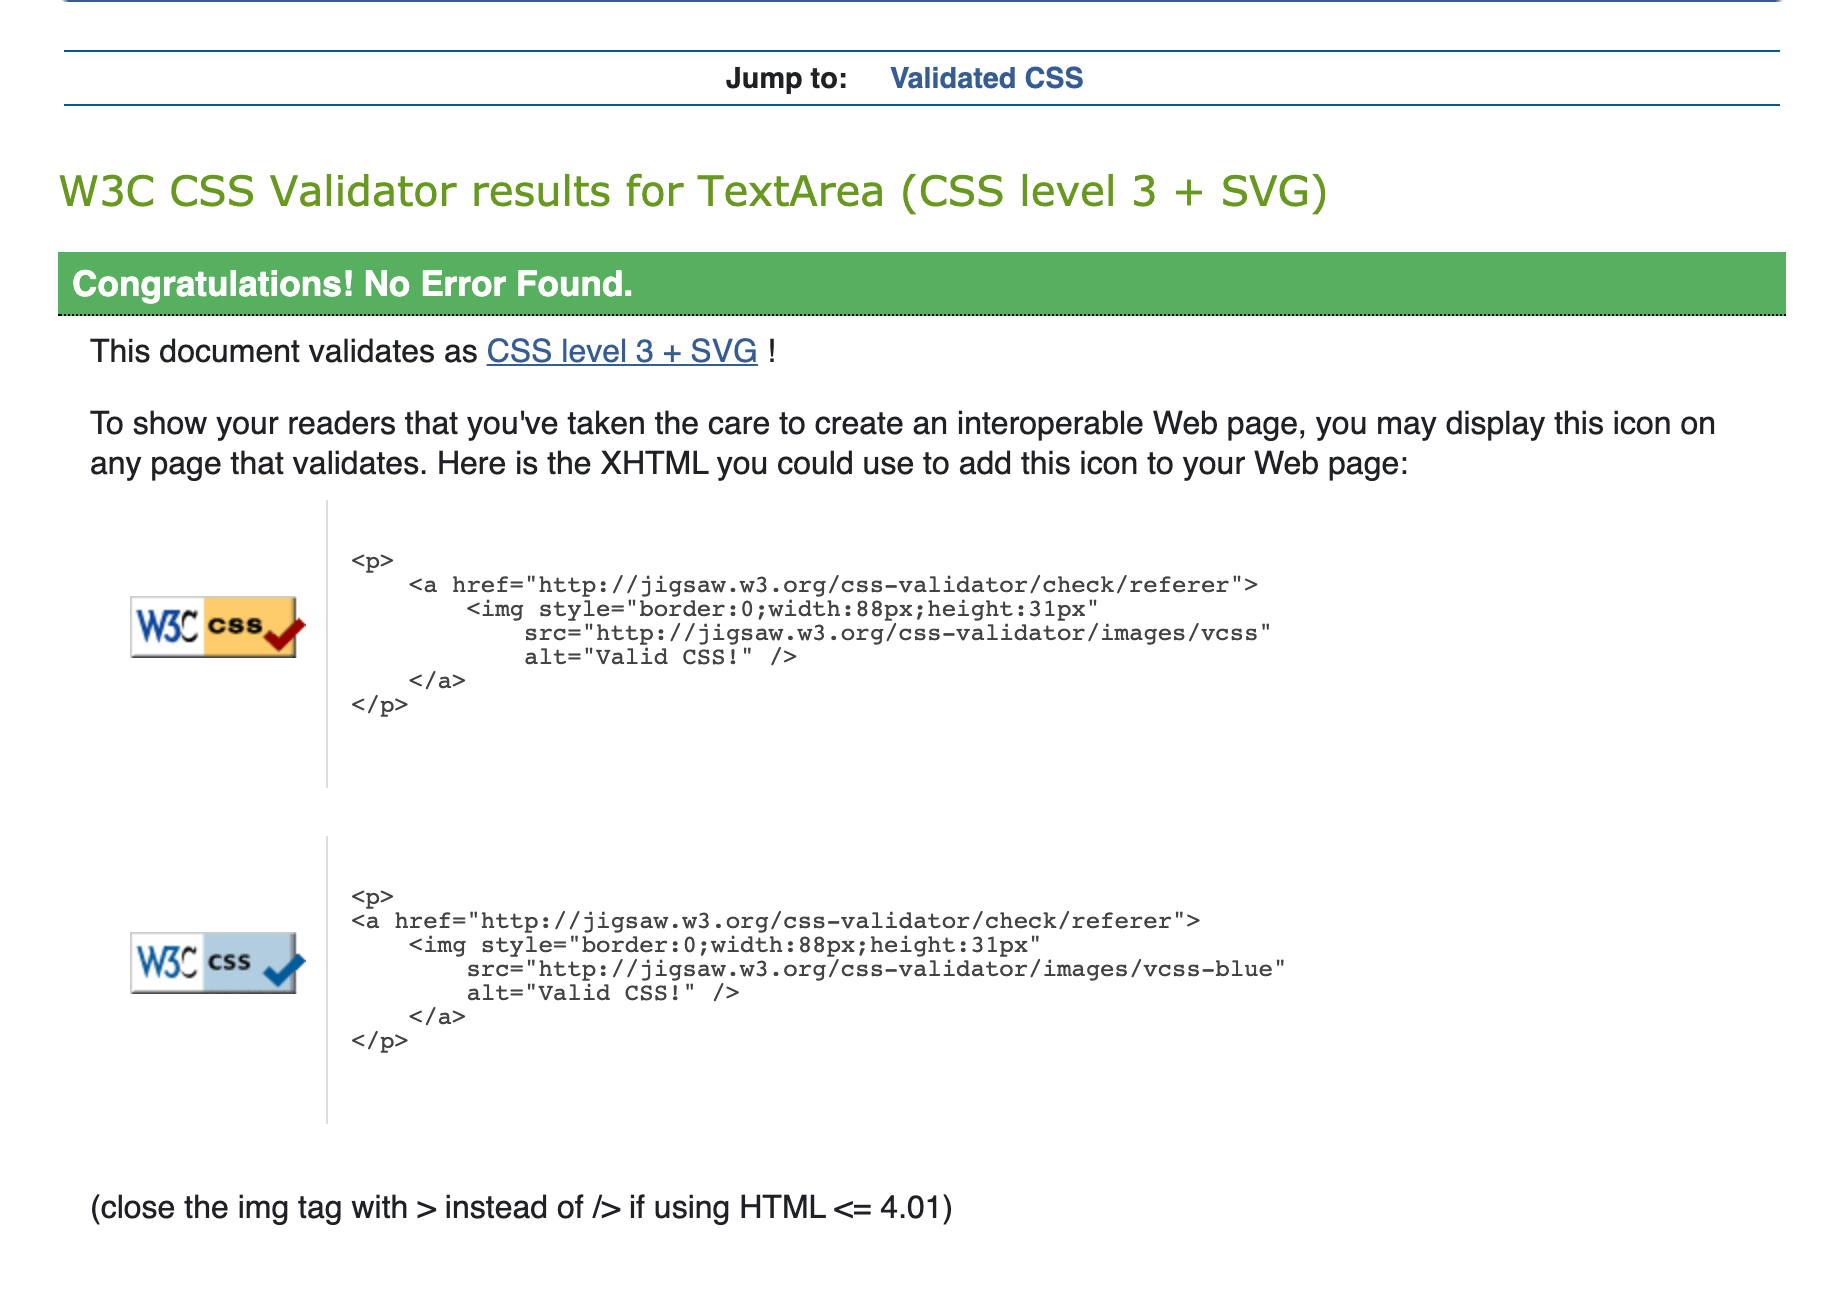 Jump to: Validated CSS
W3C CSS Validator results for TextArea (CSS level 3 + SVG)
Congratulations! No Error Found.
This document validates as CSS level 3 + SVG !
To show your readers that you've taken the care to create an interoperable Web page, you may display this icon on
any page that validates. Here is the XHTML you could use to add this icon to your Web page:
W3C css
<p>
    <a href="http://jigsaw.w3.org/css-validator/check/referer">
        <img style="border:0;width:88px;height:31px"
            src="http://jigsaw.w3.org/css-validator/images/vcss"
            alt="Valid CSS!" />
    </a>
</p>
W3C css
<p>
<a href="http://jigsaw.w3.org/css-validator/check/referer">
    <img style="border:0;width:88px;height:31px"
        src="http://jigsaw.w3.org/css-validator/images/vcss-blue"
        alt="Valid CSS!" />
    </a>
</p>
(close the img tag with > instead of /> if using HTML <= 4.01)